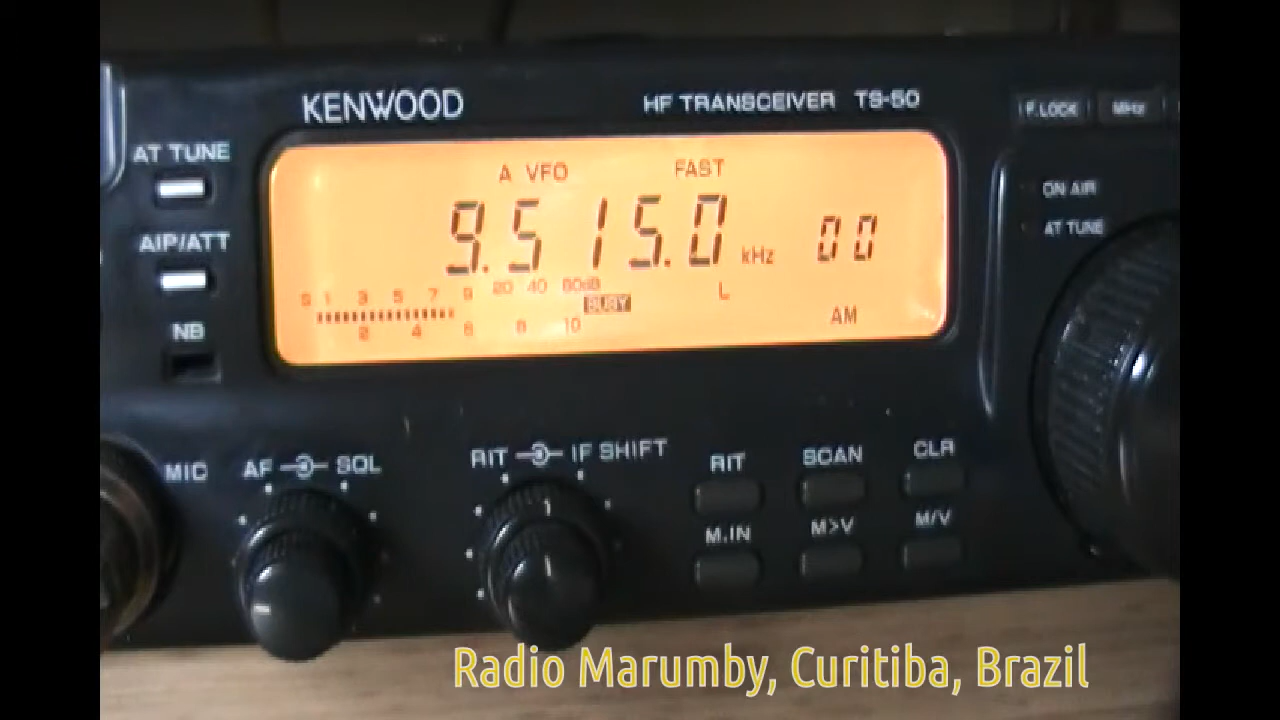 KENWOOD
HF TRANSCEIVER TS-50
F.LOCK
MHz
AT TUNE
AIP/ATT
NB
A VFO FAST
9.515.0 kHz 00
S 1 3 5 7 9 20 40 60dB
BUSY
L
2 4 6 8 10
AM
ON AIR
AT TUNE
MIC
AF SQL
RIT IF SHIFT
1
RIT
SCAN
CLR
M.IN
M>V
M/V
Radio Marumby, Curitiba, Brazil